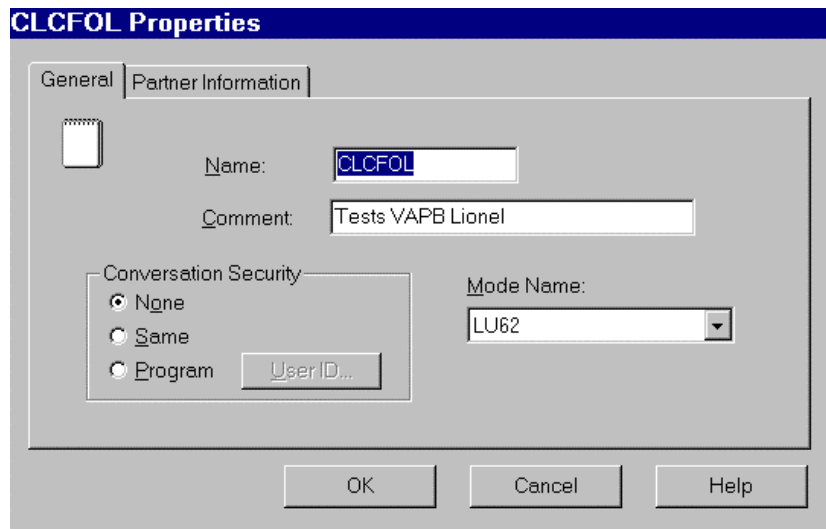 CLCFOL Properties
General Partner Information
Name: CLCFOL
Comment: Tests VAPB Lionel
Conversation Security
None
Same
Program User ID...
Mode Name:
LU62
OK Cancel Help